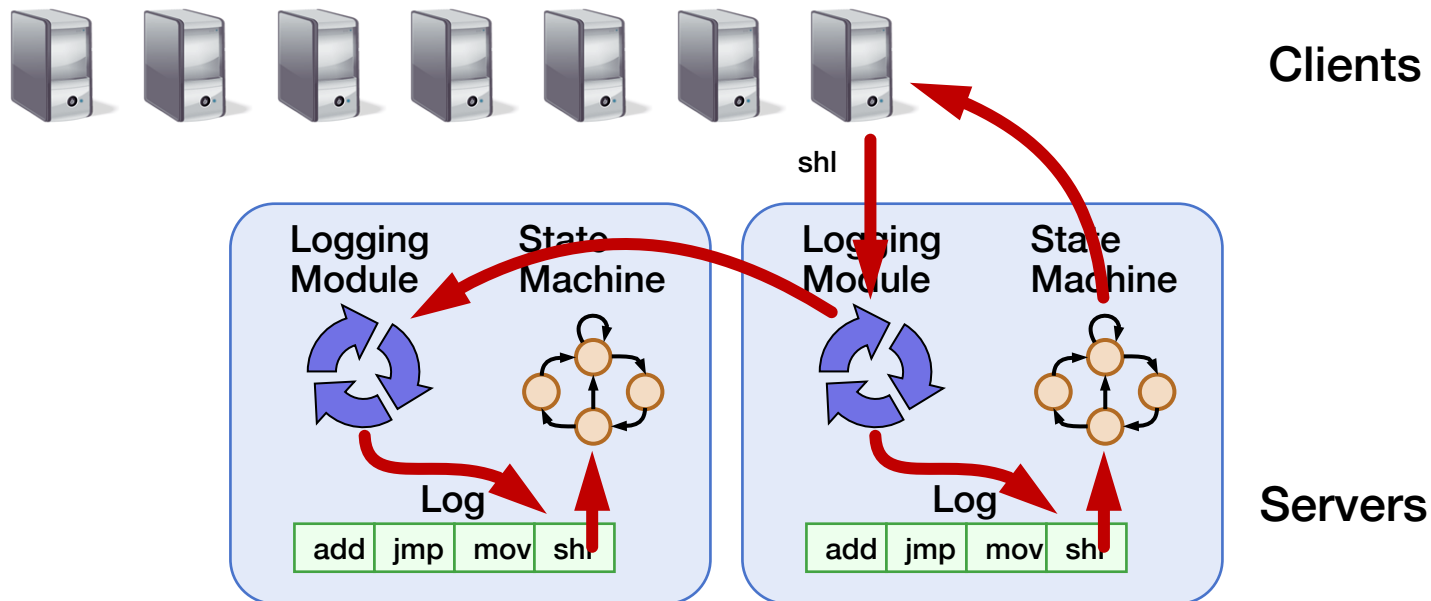 Clients
shl
Logging
Module
State
Machine
Logging
Module
State
Machine
Log
add jmp mov shl
Log
add jmp mov shl
Servers